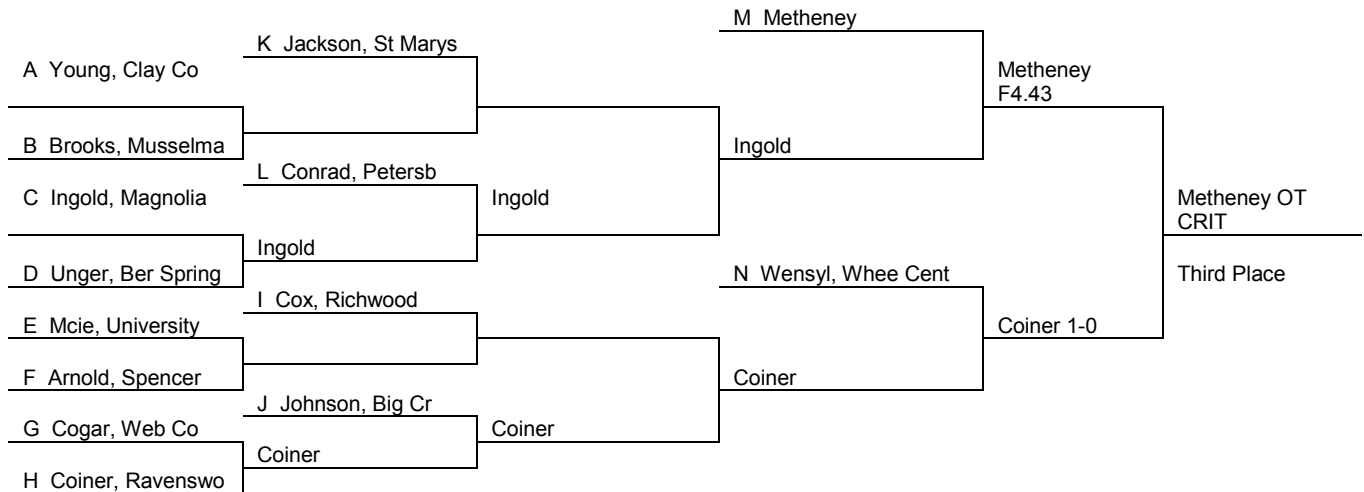 M Metheney
K Jackson, St Marys
A Young, Clay Co
Metheney
F4.43
B Brooks, Musselma
Ingold
L Conrad, Petersb
C Ingold, Magnolia
Ingold
Metheney OT
CRIT
Ingold
D Unger, Ber Spring
N Wensyl, Whee Cent
Third Place
I Cox, Richwood
E Mcie, University
Coiner 1-0
F Arnold, Spencer
Coiner
J Johnson, Big Cr
G Cogar, Web Co
Coiner
Coiner
H Coiner, Ravenswo